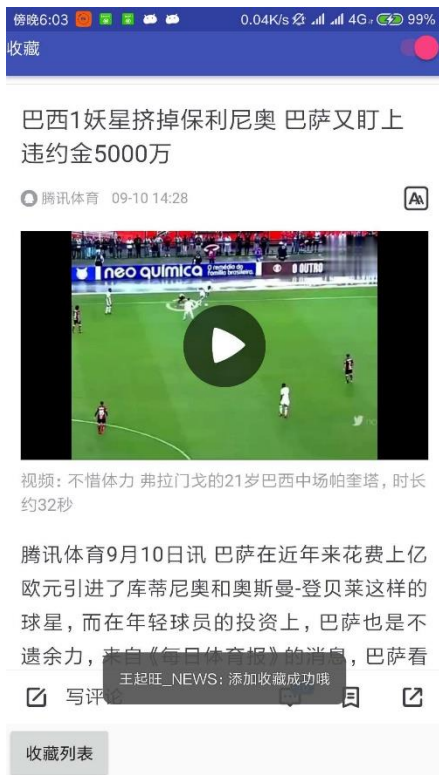 傍晚6:03 0.04K/s 4G 99%
收藏
巴西1妖星挤掉保利尼奥 巴萨又盯上
违约金5000万
腾讯体育 09-10 14:28
AA
neo química
O OUTRO
视频：不惜体力 弗拉门戈的21岁巴西中场帕奎塔，时长
约32秒
腾讯体育9月10日讯 巴萨在近年来花费上亿
欧元引进了库蒂尼奥和奥斯曼-登贝莱这样的
球星，而在年轻球员的投资上，巴萨也是不
遗余力，来自《每日体育报》的消息，巴萨看
写评论
王起旺_NEWS：添加收藏成功哦
收藏列表